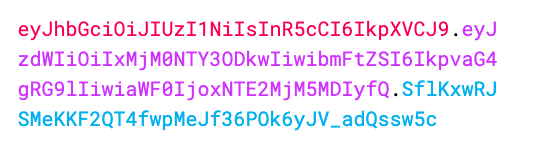 eyJhbGciOiJIUzI1NiIsInR5cCI6IkpXVCJ9.eyJ
zdWIiOiIxMjM0NTY3ODkwIiwibmFtZSI6IkpvaG4
gRG9lIiwiaWF0IjoxNTE2MjM5MDIyfQ.SflKxwRJ
SMeKKF2QT4fwpMeJf36POk6yJV_adQssw5c